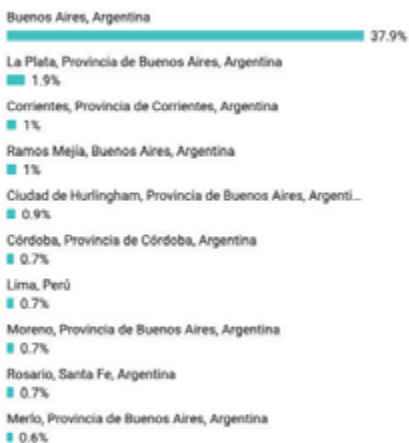 Buenos Aires, Argentina
37.9%
La Plata, Provincia de Buenos Aires, Argentina
1.9%
Corrientes, Provincia de Corrientes, Argentina
1%
Ramos Mejía, Buenos Aires, Argentina
1%
Ciudad de Hurlingham, Provincia de Buenos Aires, Argenti...
0.9%
Córdoba, Provincia de Córdoba, Argentina
0.7%
Lima, Perú
0.7%
Moreno, Provincia de Buenos Aires, Argentina
0.7%
Rosario, Santa Fe, Argentina
0.7%
Merlo, Provincia de Buenos Aires, Argentina
0.6%